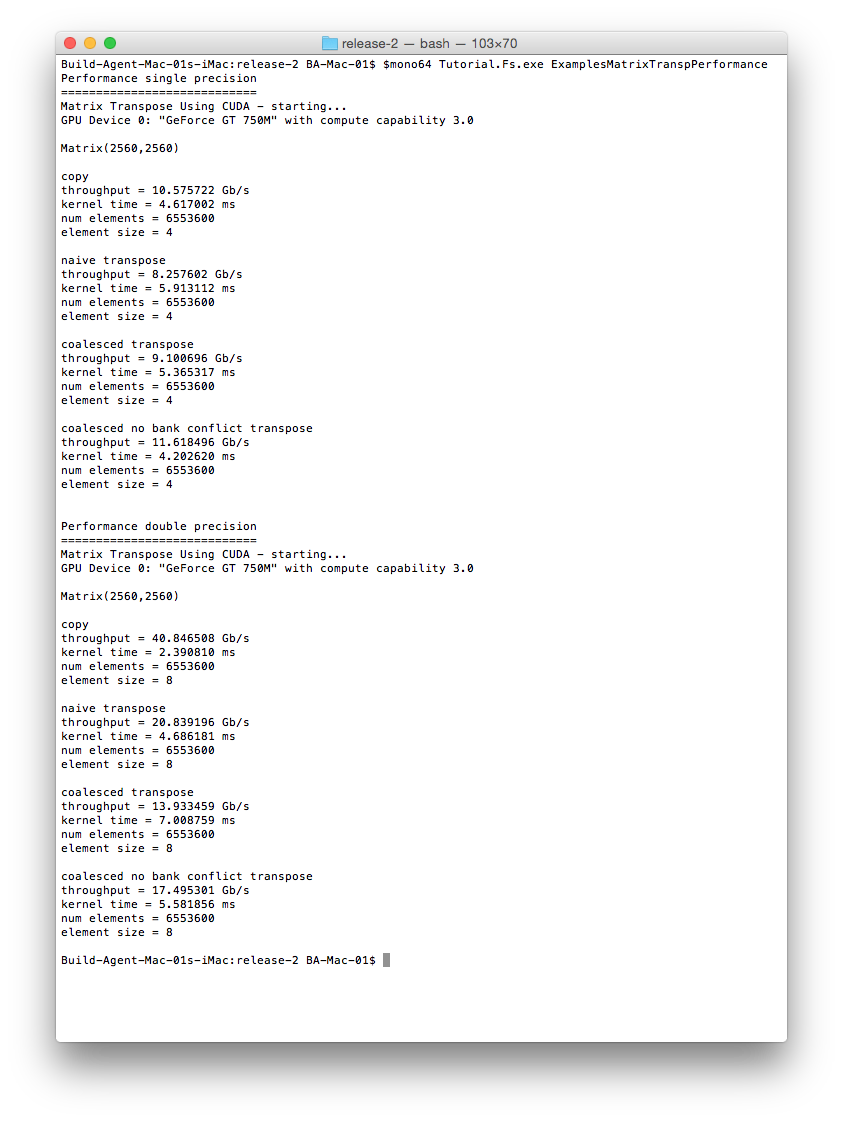 release-2 — bash — 103×70
Build-Agent-Mac-01s-iMac:release-2 BA-Mac-01$ $mono64 Tutorial.Fs.exe ExamplesMatrixTranspPerformance
Performance single precision
============================
Matrix Transpose Using CUDA - starting...
GPU Device 0: "GeForce GT 750M" with compute capability 3.0

Matrix(2560,2560)

copy
throughput = 10.575722 Gb/s
kernel time = 4.617002 ms
num elements = 6553600
element size = 4

naive transpose
throughput = 8.257602 Gb/s
kernel time = 5.913112 ms
num elements = 6553600
element size = 4

coalesced transpose
throughput = 9.100696 Gb/s
kernel time = 5.365317 ms
num elements = 6553600
element size = 4

coalesced no bank conflict transpose
throughput = 11.618496 Gb/s
kernel time = 4.202620 ms
num elements = 6553600
element size = 4


Performance double precision
============================
Matrix Transpose Using CUDA - starting...
GPU Device 0: "GeForce GT 750M" with compute capability 3.0

Matrix(2560,2560)

copy
throughput = 40.846508 Gb/s
kernel time = 2.390810 ms
num elements = 6553600
element size = 8

naive transpose
throughput = 20.839196 Gb/s
kernel time = 4.686181 ms
num elements = 6553600
element size = 8

coalesced transpose
throughput = 13.933459 Gb/s
kernel time = 7.008759 ms
num elements = 6553600
element size = 8

coalesced no bank conflict transpose
throughput = 17.495301 Gb/s
kernel time = 5.581856 ms
num elements = 6553600
element size = 8

Build-Agent-Mac-01s-iMac:release-2 BA-Mac-01$